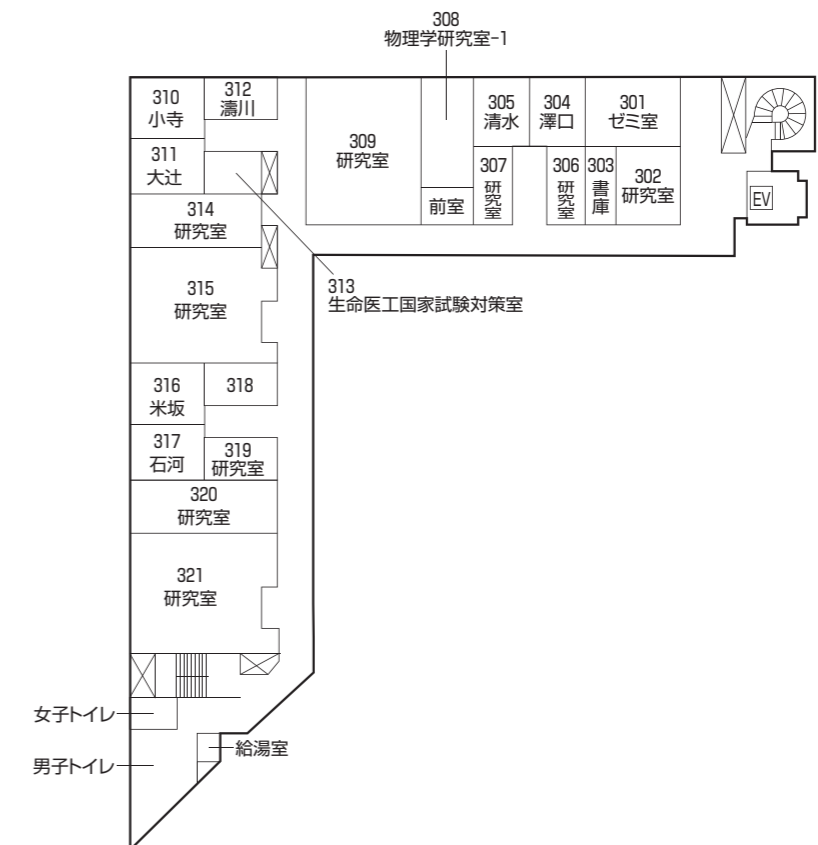 308
物理学研究室-1
310
小寺
312
濤川
309
研究室
305
清水
304
澤口
301
ゼミ室
311
大辻
307
研究室
306
研究室
303
書庫
302
研究室
前室
EV
314
研究室
313
生命医工国家試験対策室
315
研究室
316
米坂
318
317
石河
319
研究室
320
研究室
321
研究室
女子トイレ
給湯室
男子トイレ